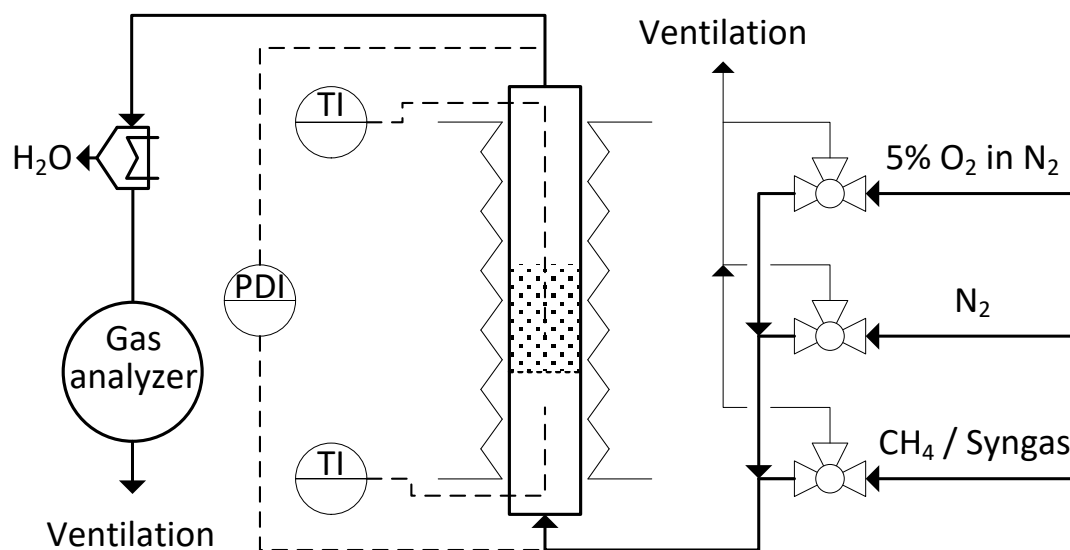 Ventilation
TI
5% O₂ in N₂
H₂O
PDI
N₂
Gas
analyzer
TI
CH₄ / Syngas
Ventilation